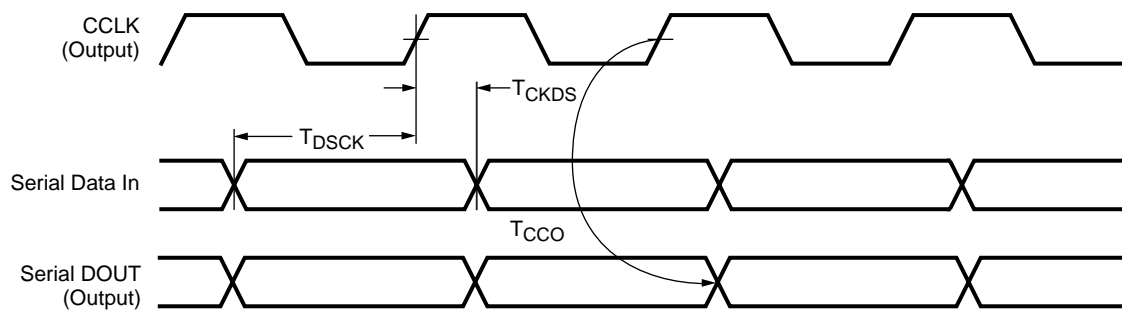 CCLK
(Output)
TCKDS
TDSCK
Serial Data In
TCCO
Serial DOUT
(Output)